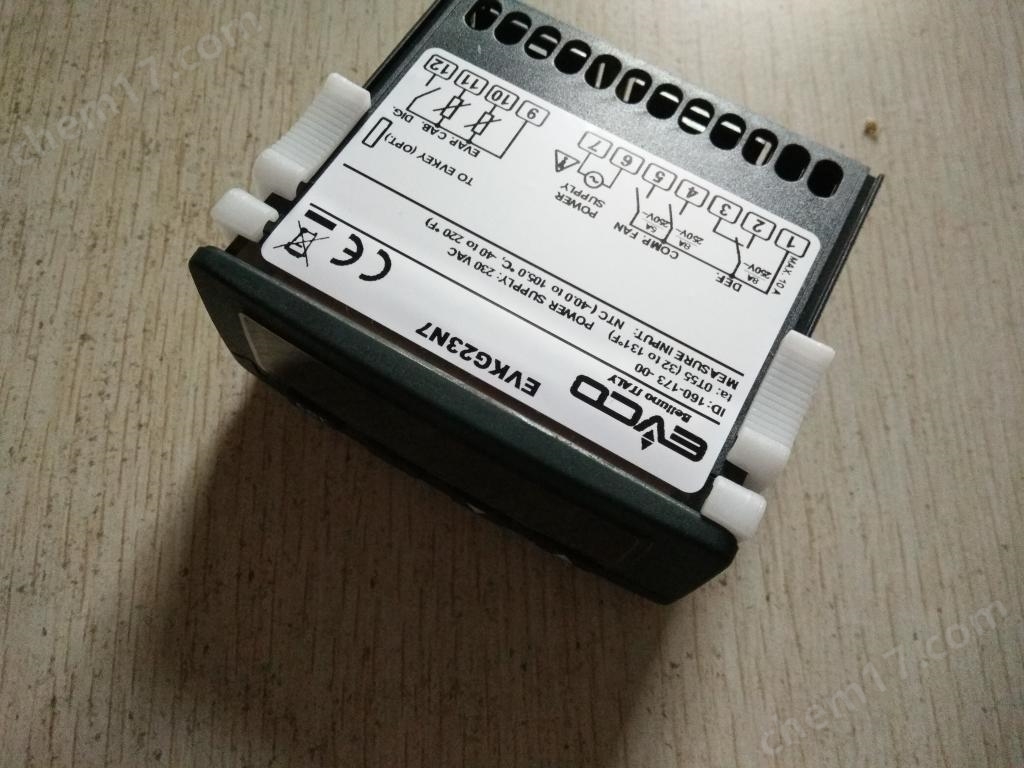 EVCO
Belluno ITALY
EVKG23N7
ID:160-173 -00
Ia: 0T55 (32 to 131°F)
POWER SUPPLY: 230 VAC
MEASURE INPUT: NTC (-40.0 to 105.0 °C, -40 to 220 °F)
CE
DEF.
COMP.
FAN
POWER
SUPPLY
TO EVKEY (OPT.)
8A
250V~
MAX. 10 A
8A
250V~
5A
250V~
EVAP
CAB.
DIG.
1
2
3
4
5
6
7
9
10
11
12
chem17.com
chem17.com